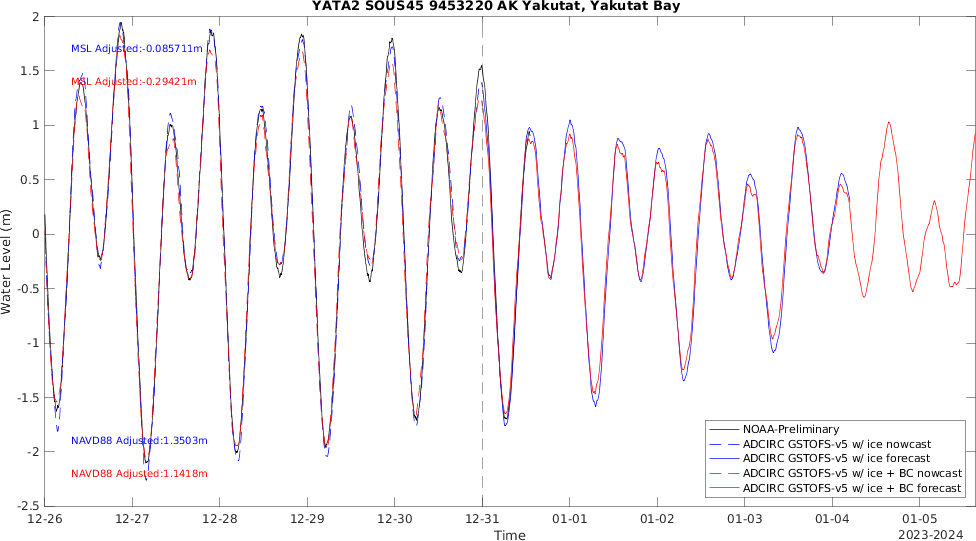 YATA2 SOUS45 9453220 AK Yakutat, Yakutat Bay
2
1.5
1
0.5
0
-0.5
-1
-1.5
-2
-2.5
Water Level (m)
MSL Adjusted:-0.085711m
MSL Adjusted:-0.29421m
NAVD88 Adjusted:1.3503m
NAVD88 Adjusted:1.1418m
NOAA-Preliminary
ADCIRC GSTOFS-v5 w/ ice nowcast
ADCIRC GSTOFS-v5 w/ ice forecast
ADCIRC GSTOFS-v5 w/ ice + BC nowcast
ADCIRC GSTOFS-v5 w/ ice + BC forecast
12-26 12-27 12-28 12-29 12-30 12-31 01-01 01-02 01-03 01-04 01-05
Time
2023-2024